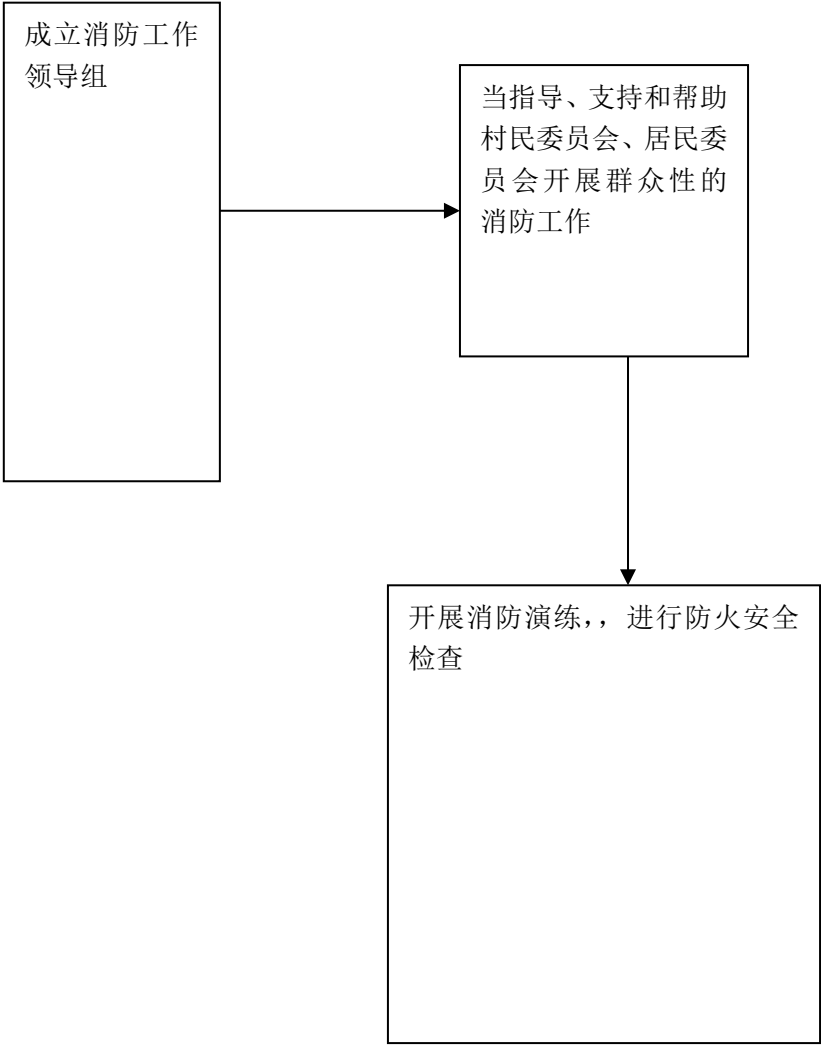 成立消防工作
领导组
当指导、支持和帮助
村民委员会、居民委
员会开展群众性的
消防工作
开展消防演练，，进行防火安全
检查